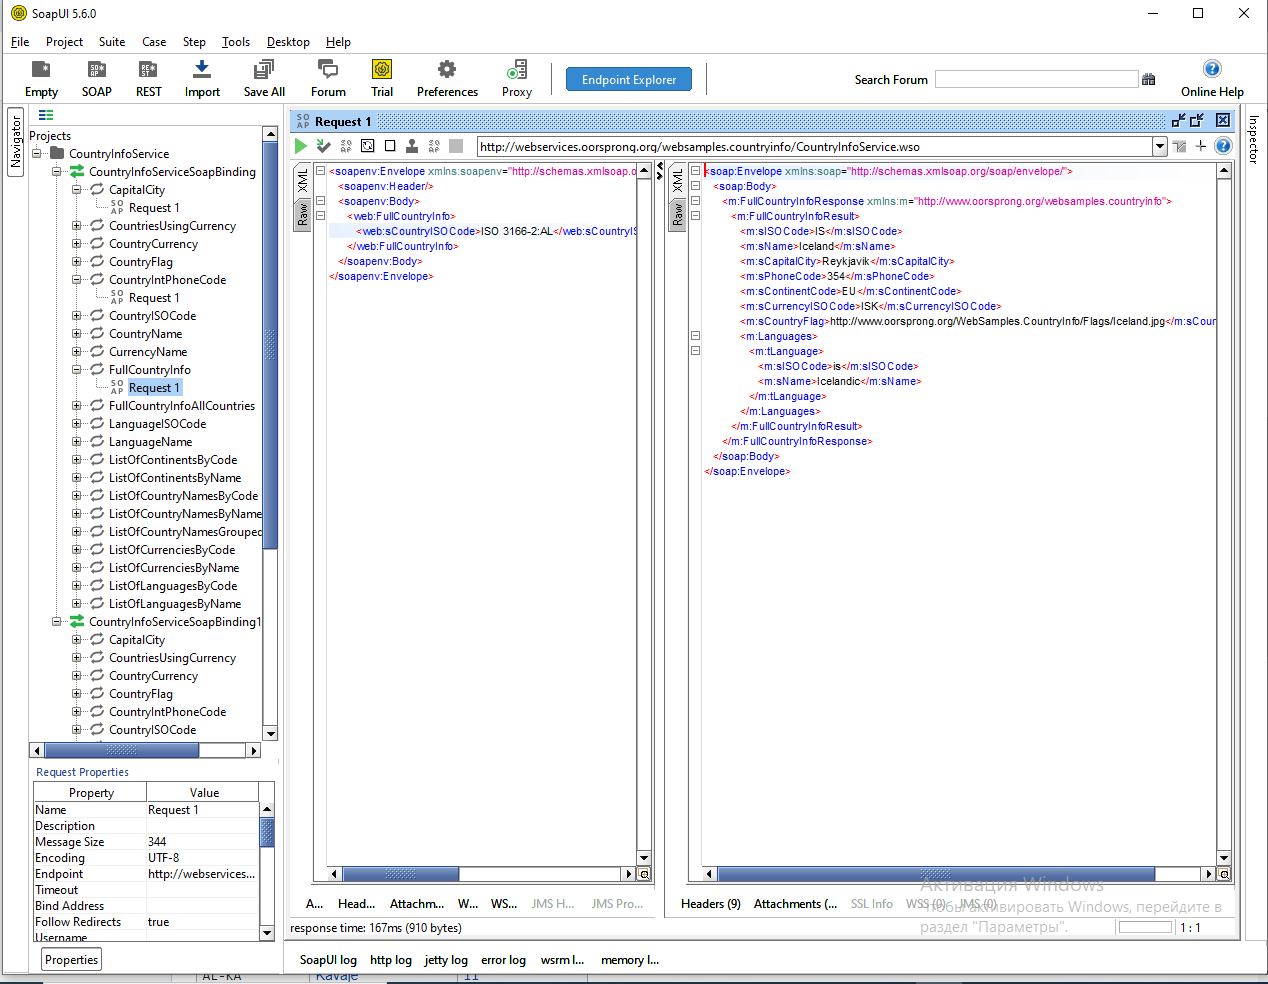 SoapUI 5.6.0
File Project Suite Case Step Tools Desktop Help
Empty SOAP REST Import Save All Forum Trial Preferences Proxy Endpoint Explorer Search Forum Online Help
Navigator
Projects
CountryInfoService
CountryInfoServiceSoapBinding
CapitalCity
Request 1
CountriesUsingCurrency
CountryCurrency
CountryFlag
CountryIntPhoneCode
Request 1
CountryISOCode
CountryName
CurrencyName
FullCountryInfo
Request 1
FullCountryInfoAllCountries
LanguageISOCode
LanguageName
ListOfContinentsByCode
ListOfContinentsByName
ListOfCountryNamesByCode
ListOfCountryNamesByName
ListOfCountryNamesGrouped
ListOfCurrenciesByCode
ListOfCurrenciesByName
ListOfLanguagesByCode
ListOfLanguagesByName
CountryInfoServiceSoapBinding1
CapitalCity
CountriesUsingCurrency
CountryCurrency
CountryFlag
CountryIntPhoneCode
CountryISOCode
Request Properties
Property Value
Name Request 1
Description
Message Size 344
Encoding UTF-8
Endpoint http://webservices...
Timeout
Bind Address
Follow Redirects true
Username
Properties
Request 1
http://webservices.oorsprong.org/websamples.countryinfo/CountryInfoService.wso
XML
Raw
<soapenv:Envelope xmlns:soapenv="http://schemas.xmlsoap.o
<soapenv:Header/>
<soapenv:Body>
<web:FullCountryInfo>
<web:sCountryISOCode>ISO 3166-2:AL</web:sCountryIS
</web:FullCountryInfo>
</soapenv:Body>
</soapenv:Envelope>
A... Head... Attachm... W... WS... JMS H... JMS Pro...
XML
Raw
<soap:Envelope xmlns:soap="http://schemas.xmlsoap.org/soap/envelope/">
<soap:Body>
<m:FullCountryInfoResponse xmlns:m="http://www.oorsprong.org/websamples.countryinfo">
<m:FullCountryInfoResult>
<m:sISOCode>IS</m:sISOCode>
<m:sName>Iceland</m:sName>
<m:sCapitalCity>Reykjavik</m:sCapitalCity>
<m:sPhoneCode>354</m:sPhoneCode>
<m:sContinentCode>EU</m:sContinentCode>
<m:sCurrencyISOCode>ISK</m:sCurrencyISOCode>
<m:sCountryFlag>http://www.oorsprong.org/WebSamples.CountryInfo/Flags/Iceland.jpg</m:sCour
<m:Languages>
<m:tLanguage>
<m:sISOCode>is</m:sISOCode>
<m:sName>Icelandic</m:sName>
</m:tLanguage>
</m:Languages>
</m:FullCountryInfoResult>
</m:FullCountryInfoResponse>
</soap:Body>
</soap:Envelope>
Headers (9) Attachments (... SSL Info WSS (0) JMS (0)
Активация Windows
Чтобы активировать Windows, перейдите в
раздел "Параметры".
response time: 167ms (910 bytes)
1 : 1
SoapUI log http log jetty log error log wsrm l... memory l...
Inspector
AL-KA Kavajë 11